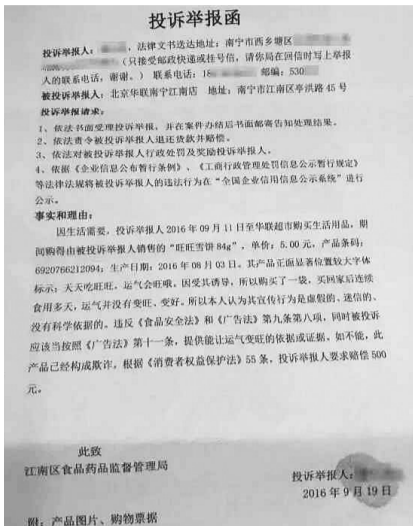 投诉举报函
投诉举报人： ，法律文书送达地址：南宁市西乡塘区
（只接受邮政快递或挂号信，请你局在回信时写上举报
人的联系电话，谢谢。）联系电话：18 邮编：530
被投诉举报人：北京华联南宁江南店 地址：南宁市江南区亭洪路45号
投诉举报请求：
1、依法书面受理投诉举报，并在案件办结后书面邮寄告知处理结果。
2、依法责令被投诉举报人退还货款并赔偿。
3、依法对被投诉举报人行政处罚及奖励投诉举报人。
4、依据《企业信息公布暂行条例》、《工商行政管理处罚信息公示暂行规定》
等法律法规将被投诉举报人的违法行为在“全国企业信用信息公示系统”进行
公示。
事实和理由：
因生活需要，投诉举报人2016年09月11日至华联超市购买生活用品，期
间购得由被投诉举报人销售的“旺旺雪饼84g”，单价：5.00元，产品条码：
6920766212094；生产日期：2016年08月03日。其产品正面显著位置放大字体
标示：天天吃旺旺，运气会旺哦。因受其诱导，所以购买了一袋，买回家后连续
食用多天，运气并没有变旺、变好。所以本人认为其宣传行为是虚假的、迷信的、
没有科学依据的。违反《食品安全法》和《广告法》第九条第八项，同时被投诉
应该当按照《广告法》第十一条，提供能让运气变旺的依据或证据，如不能，此
产品已经构成欺诈，根据《消费者权益保护法》55条，投诉举报人要求赔偿500
元。
此致
江南区食品药品监督管理局
投诉举报人：
2016年9月19日
附：产品图片、购物票据